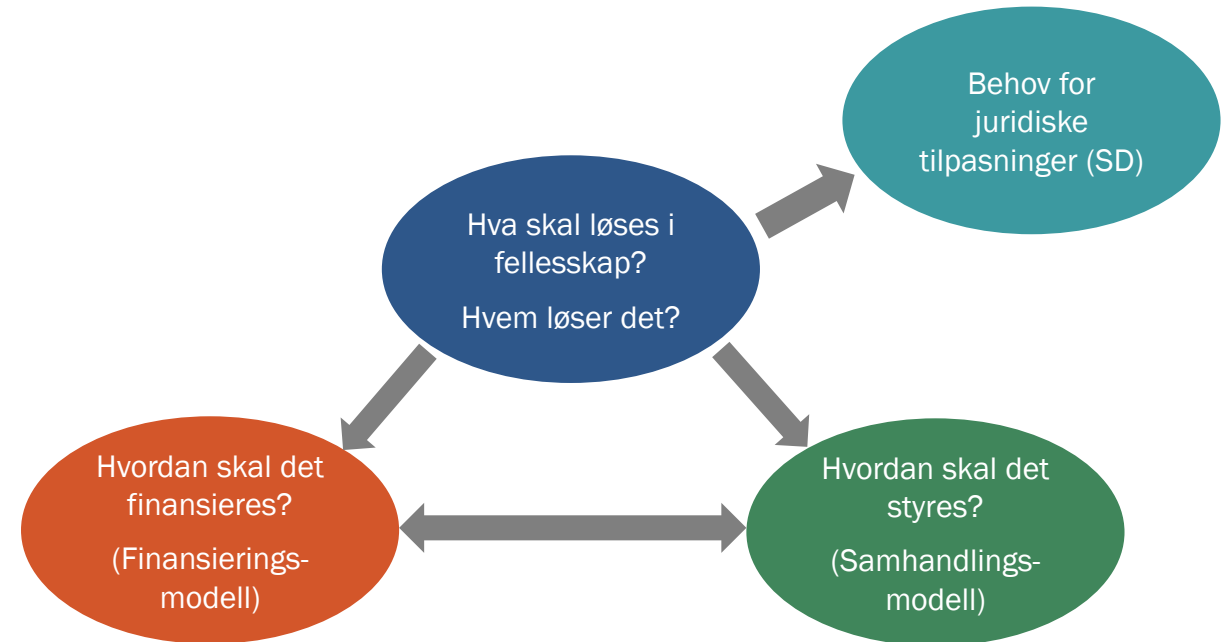 Behov for
juridiske
tilpasninger (SD)
Hva skal løses i
fellesskap?
Hvem løser det?
Hvordan skal det
finansieres?
(Finansierings-
modell)
Hvordan skal det
styres?
(Samhandlings-
modell)